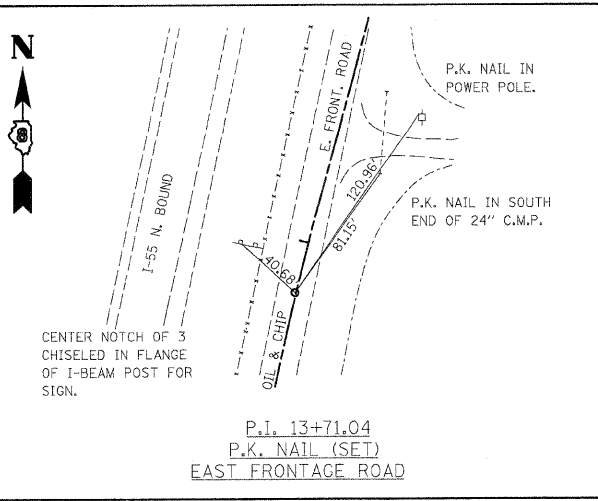 N
I-55 N. BOUND
E. FRONT. ROAD
P.K. NAIL IN
POWER POLE.
120.96'
81.15'
40.68'
P.K. NAIL IN SOUTH
END OF 24" C.M.P.
OIL & CHIP
CENTER NOTCH OF 3
CHISELED IN FLANGE
OF I-BEAM POST FOR
SIGN.
P.I. 13+71.04
P.K. NAIL (SET)
EAST FRONTAGE ROAD